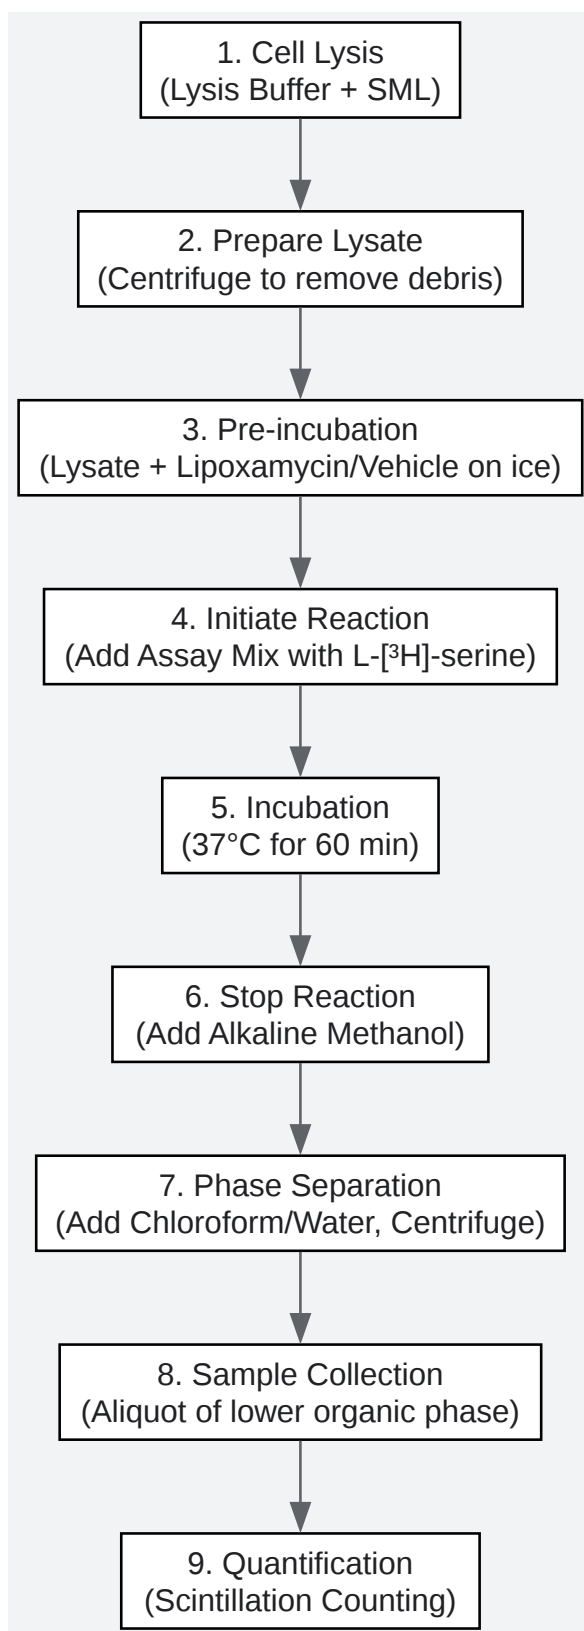 1. Cell Lysis
(Lysis Buffer + SML)
2. Prepare Lysate
(Centrifuge to remove debris)
3. Pre-incubation
(Lysate + Lipoxamycin/Vehicle on ice)
4. Initiate Reaction
(Add Assay Mix with L-[³H]-serine)
5. Incubation
(37°C for 60 min)
6. Stop Reaction
(Add Alkaline Methanol)
7. Phase Separation
(Add Chloroform/Water, Centrifuge)
8. Sample Collection
(Aliquot of lower organic phase)
9. Quantification
(Scintillation Counting)